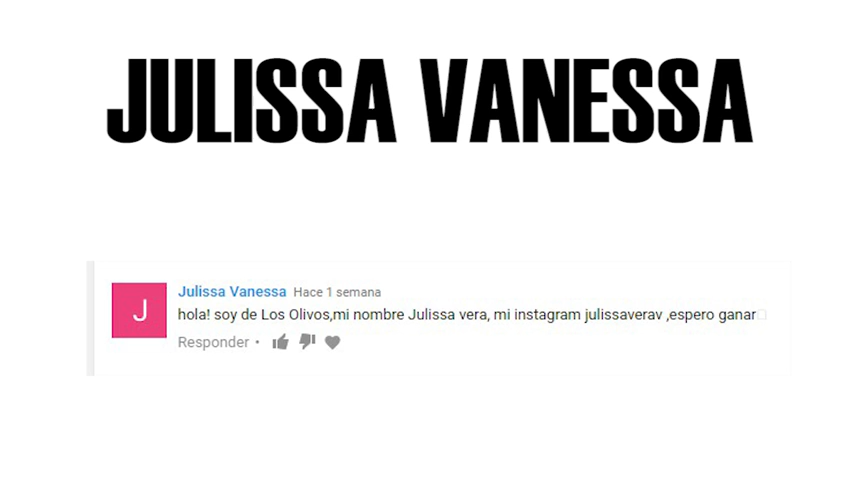 JULISSA VANESSA
J
Julissa Vanessa Hace 1 semana
hola! soy de Los Olivos,mi nombre Julissa vera, mi instagram julissaverav ,espero ganar
Responder •